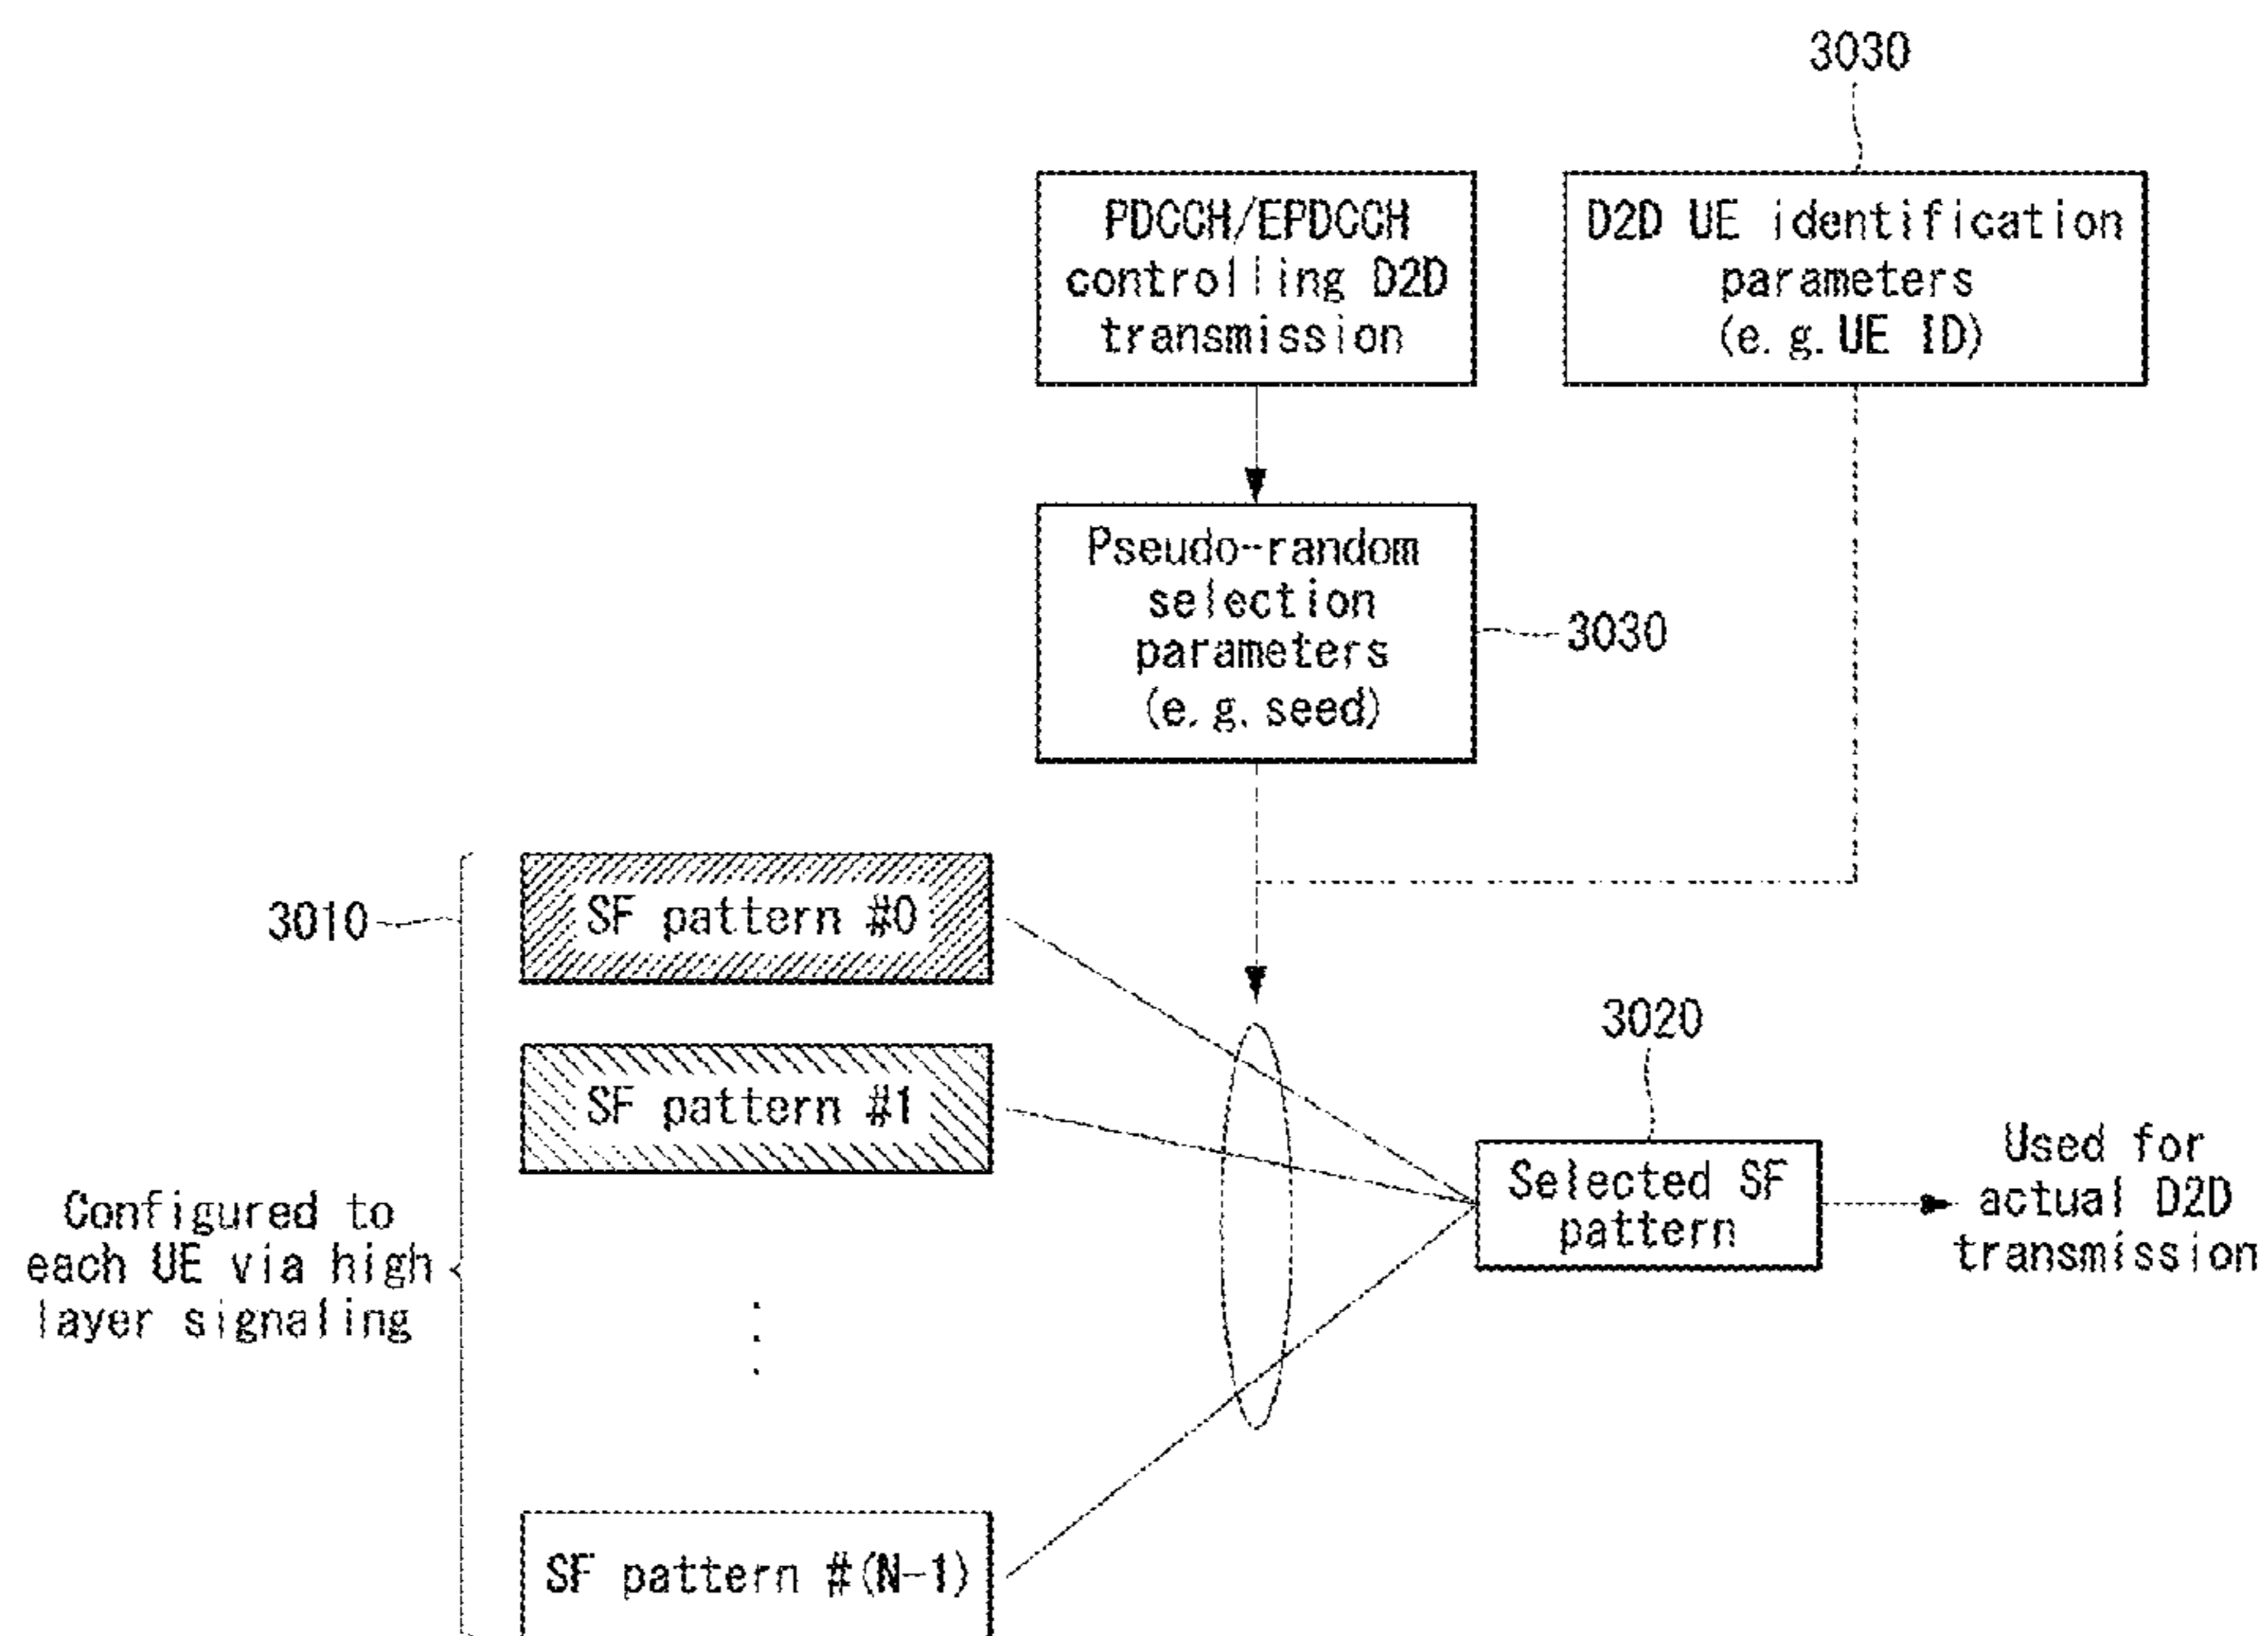 3030
PDCCH/EPDCCH
controlling D2D
transmission
D2D UE identification
parameters
(e.g. UE ID)
Pseudo-random
selection
parameters
(e.g. seed)
3030
3010
SF pattern #0
SF pattern #1
SF pattern #(N-1)
Configured to
each UE via high
layer signaling
3020
Selected SF
pattern
Used for
actual D2D
transmission